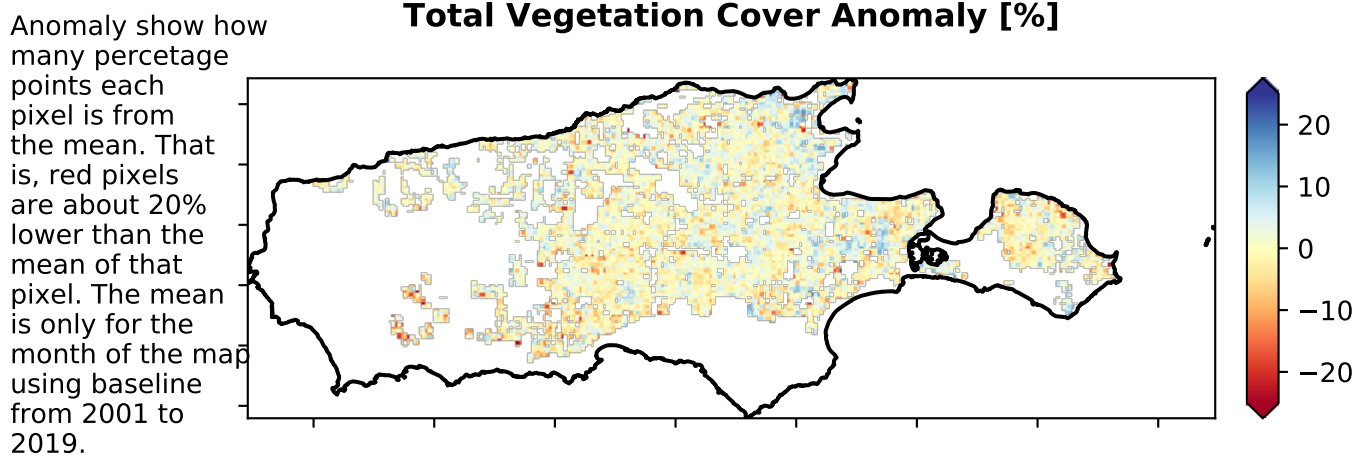 Total Vegetation Cover Anomaly [%]
Anomaly show how
many percetage
points each
pixel is from
the mean. That
is, red pixels
are about 20%
lower than the
mean of that
pixel. The mean
is only for the
month of the map
using baseline
from 2001 to
2019.
20
10
0
−10
−20